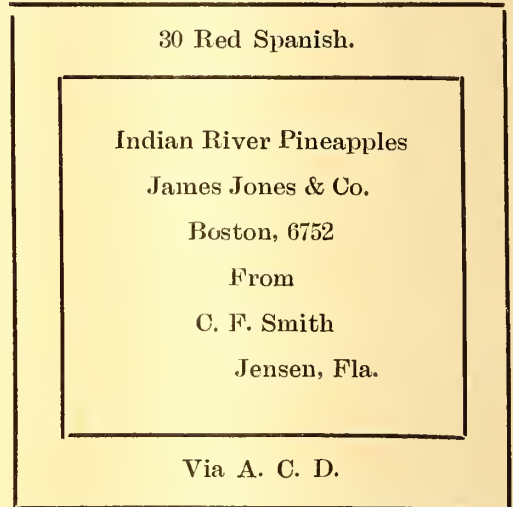 30 Red Spanish.
Indian River Pineapples
James Jones & Co.
Boston, 6752
From
C. F. Smith
Jensen, Fla.
Via A. C. D.